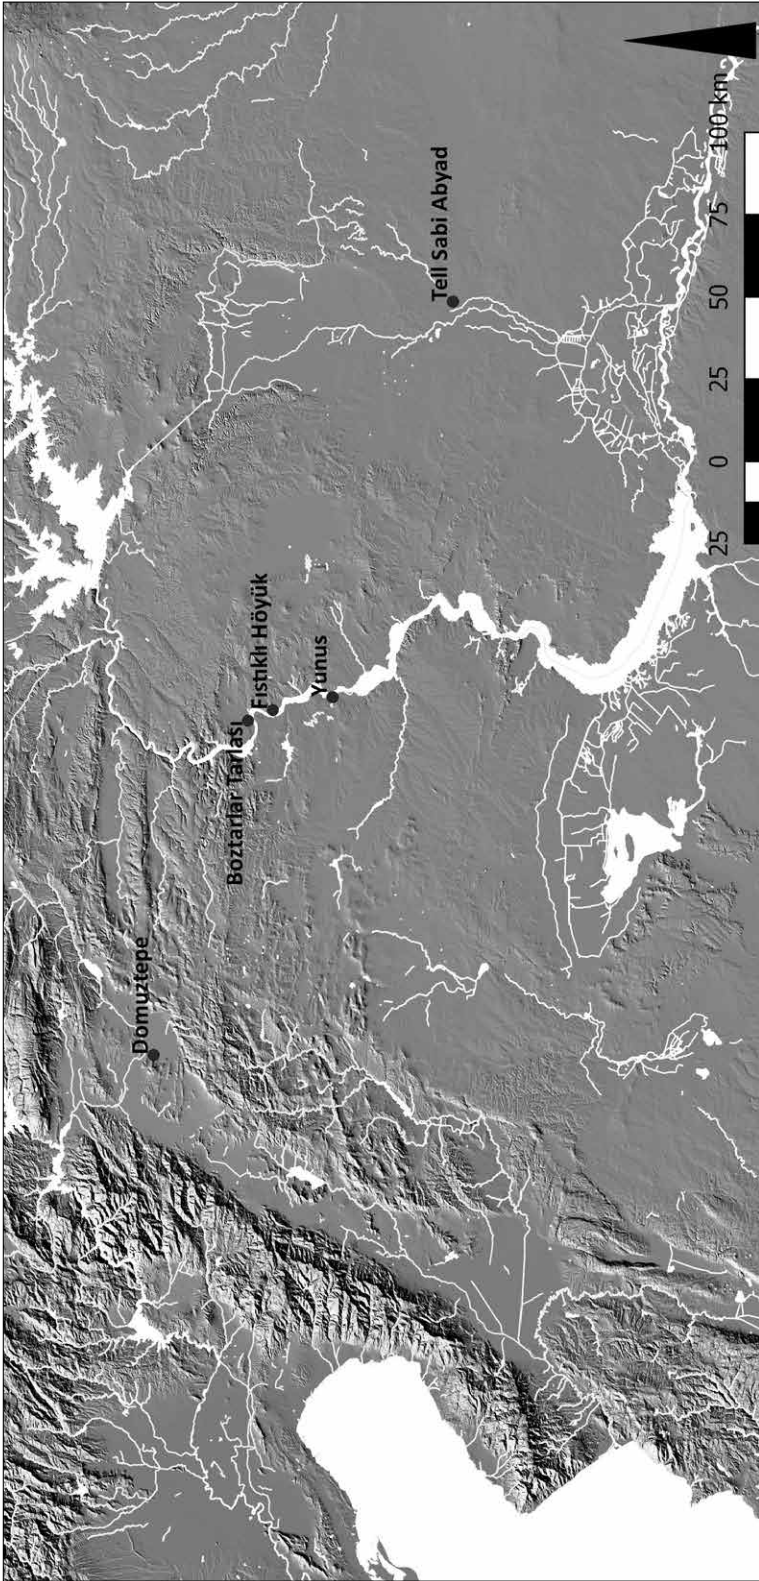 Domuztepe
Boztarlar Tarlası
Fıstıklı Höyük
Yunus
Tell Sabi Abyad
25 0 25 50 75 100 km